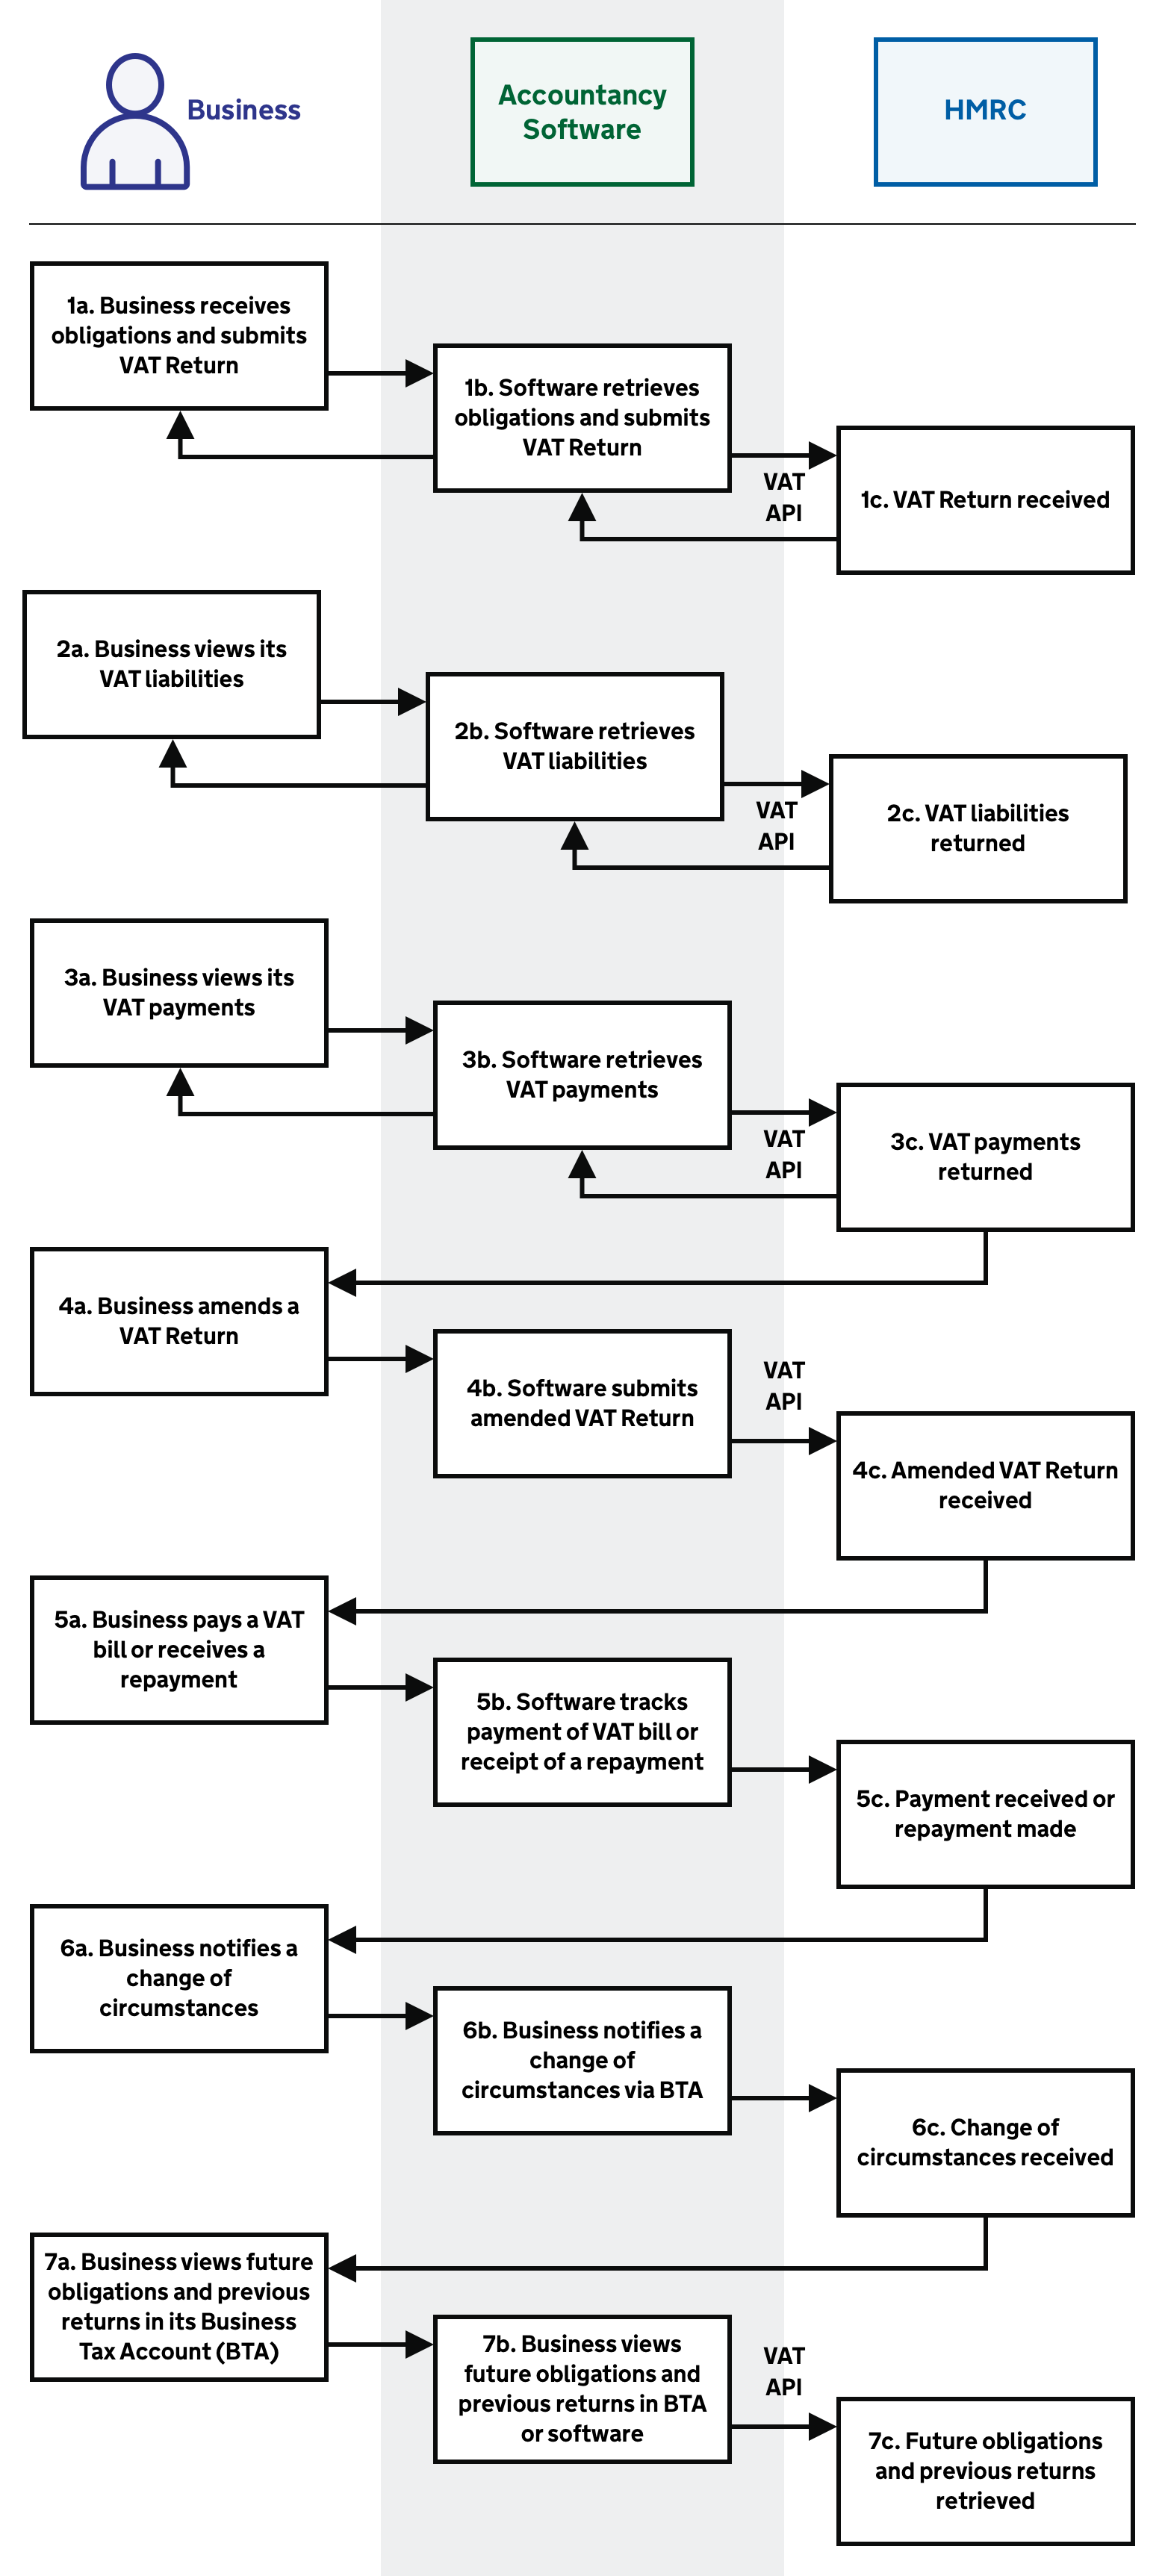 Business
Accountancy
Software
HMRC
1a. Business receives
obligations and submits
VAT Return
1b. Software retrieves
obligations and submits
VAT Return
VAT
API
1c. VAT Return received
2a. Business views its
VAT liabilities
2b. Software retrieves
VAT liabilities
VAT
API
2c. VAT liabilities
returned
3a. Business views its
VAT payments
3b. Software retrieves
VAT payments
VAT
API
3c. VAT payments
returned
4a. Business amends a
VAT Return
4b. Software submits
amended VAT Return
VAT
API
4c. Amended VAT Return
received
5a. Business pays a VAT
bill or receives a
repayment
5b. Software tracks
payment of VAT bill or
receipt of a repayment
5c. Payment received or
repayment made
6a. Business notifies a
change of
circumstances
6b. Business notifies a
change of
circumstances via BTA
6c. Change of
circumstances received
7a. Business views future
obligations and previous
returns in its Business
Tax Account (BTA)
7b. Business views
future obligations and
previous returns in BTA
or software
VAT
API
7c. Future obligations
and previous returns
retrieved